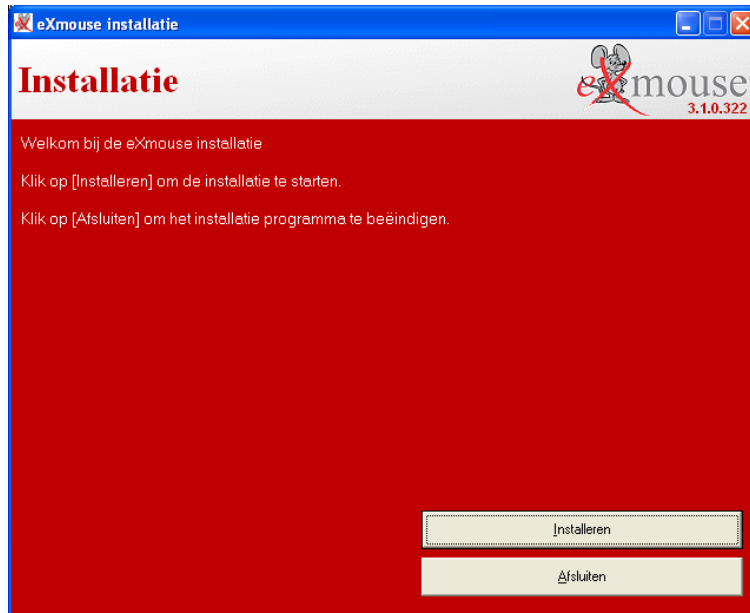 eXmouse installatie
Installatie
eXmouse
3.1.0.322
Welkom bij de eXmouse installatie
Klik op [Installeren] om de installatie te starten.
Klik op [Afsluiten] om het installatie programma te beëindigen.
Installeren
Afsluiten